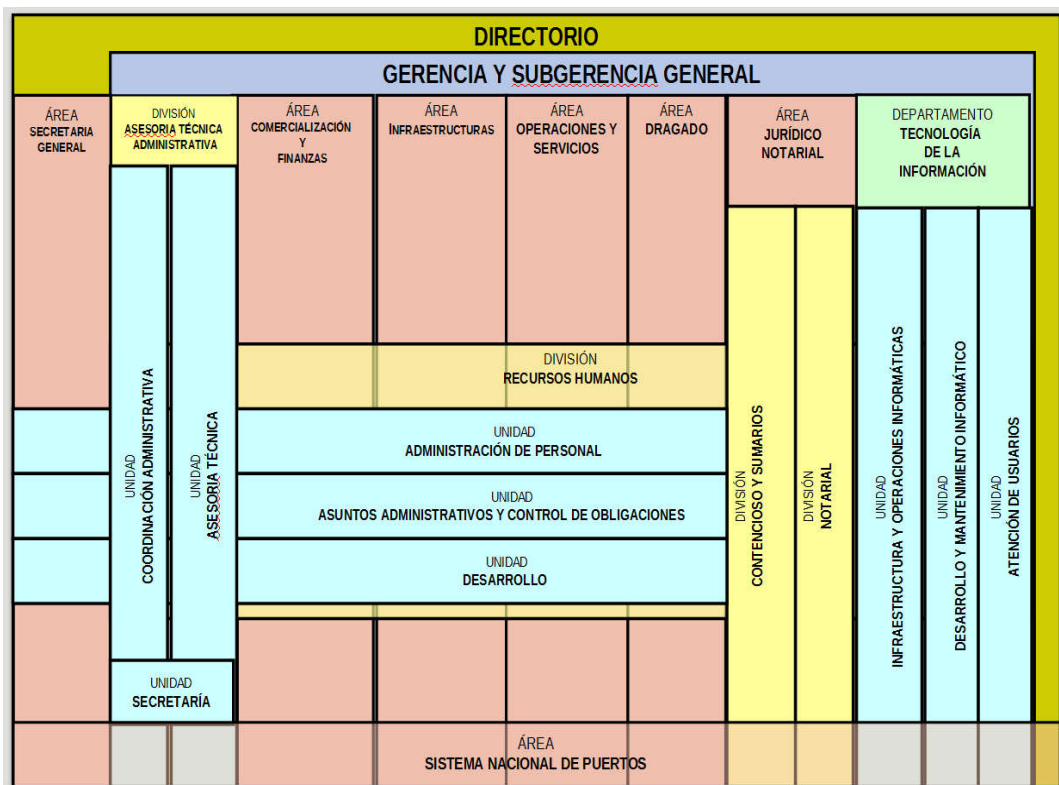 DIRECTORIO
GERENCIA Y SUBGERENCIA GENERAL
ÁREA
SECRETARIA
GENERAL
DIVISIÓN
ASESORIA TÉCNICA
ADMINISTRATIVA
ÁREA
COMERCIALIZACIÓN
Y
FINANZAS
ÁREA
INFRAESTRUCTURAS
ÁREA
OPERACIONES Y
SERVICIOS
ÁREA
DRAGADO
ÁREA
JURÍDICO
NOTARIAL
DEPARTAMENTO
TECNOLOGÍA
DE LA
INFORMACIÓN
UNIDAD
COORDINACIÓN ADMINISTRATIVA
UNIDAD
ASESORÍA TÉCNICA
DIVISIÓN
RECURSOS HUMANOS
UNIDAD
ADMINISTRACIÓN DE PERSONAL
UNIDAD
ASUNTOS ADMINISTRATIVOS Y CONTROL DE OBLIGACIONES
UNIDAD
DESARROLLO
DIVISIÓN
CONTENCIOSO Y SUMARIOS
DIVISIÓN
NOTARIAL
UNIDAD
INFRAESTRUCTURA Y OPERACIONES INFORMÁTICAS
UNIDAD
DESARROLLO Y MANTENIMIENTO INFORMÁTICO
UNIDAD
ATENCIÓN DE USUARIOS
UNIDAD
SECRETARÍA
ÁREA
SISTEMA NACIONAL DE PUERTOS